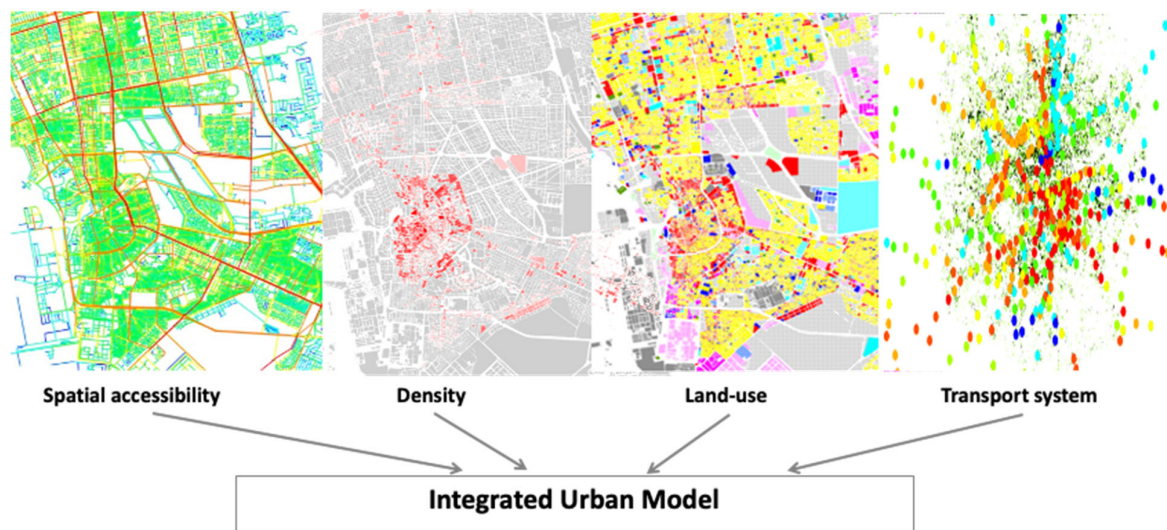 Spatial accessibility
Density
Land-use
Transport system
Integrated Urban Model